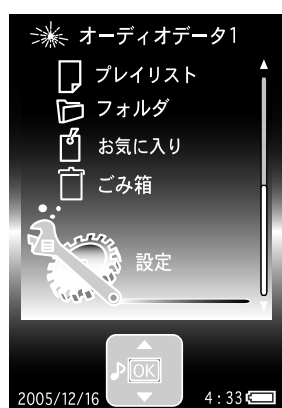 オーディオデータ1
プレイリスト
フォルダ
お気に入り
ごみ箱
設定
OK
2005/12/16
4:33